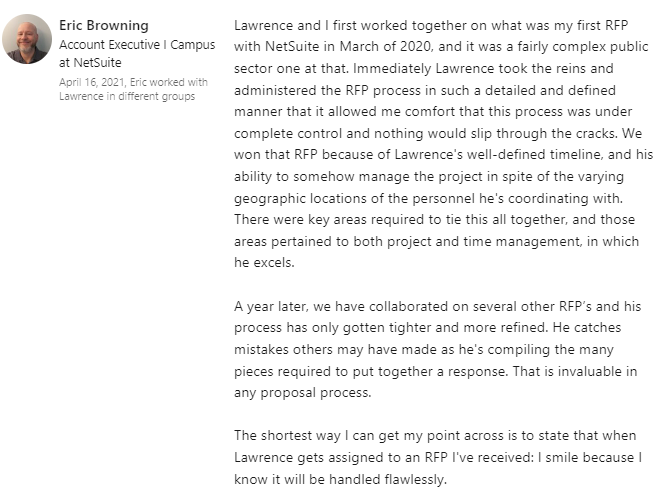 Eric Browning
Account Executive | Campus
at NetSuite
April 16, 2021, Eric worked with
Lawrence in different groups
Lawrence and I first worked together on what was my first RFP
with NetSuite in March of 2020, and it was a fairly complex public
sector one at that. Immediately Lawrence took the reins and
administered the RFP process in such a detailed and defined
manner that it allowed me comfort that this process was under
complete control and nothing would slip through the cracks. We
won that RFP because of Lawrence's well-defined timeline, and his
ability to somehow manage the project in spite of the varying
geographic locations of the personnel he's coordinating with.
There were key areas required to tie this all together, and those
areas pertained to both project and time management, in which
he excels.
A year later, we have collaborated on several other RFP's and his
process has only gotten tighter and more refined. He catches
mistakes others may have made as he's compiling the many
pieces required to put together a response. That is invaluable in
any proposal process.
The shortest way I can get my point across is to state that when
Lawrence gets assigned to an RFP I've received: I smile because I
know it will be handled flawlessly.